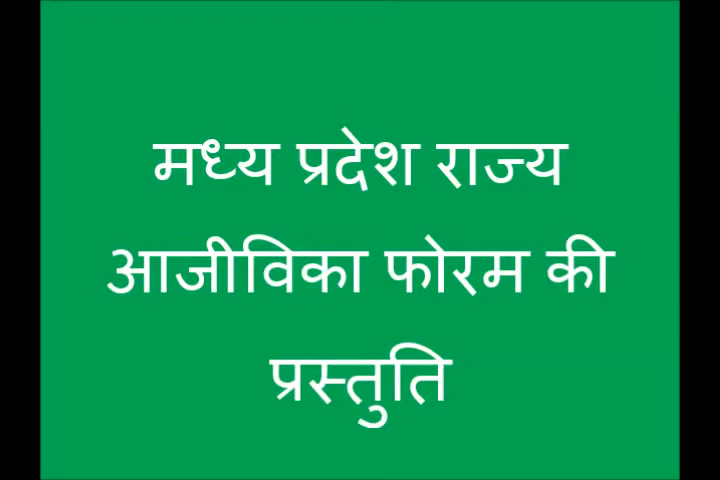 मध्य प्रदेश राज्य
आजीविका फोरम की
प्रस्तुति